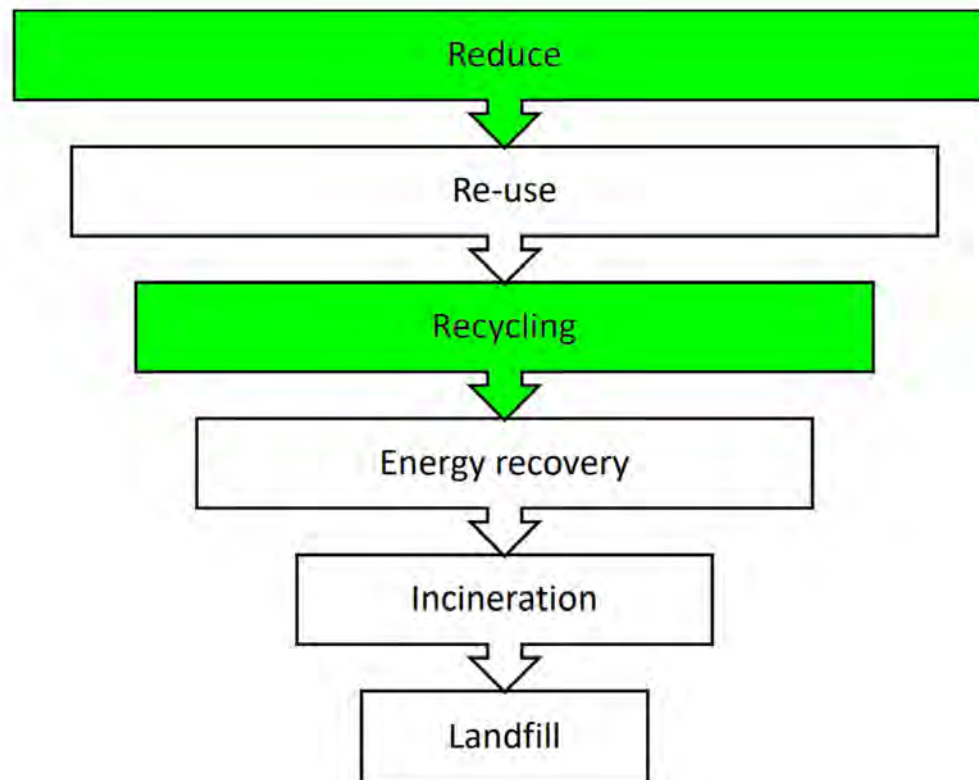 Reduce
Re-use
Recycling
Energy recovery
Incineration
Landfill